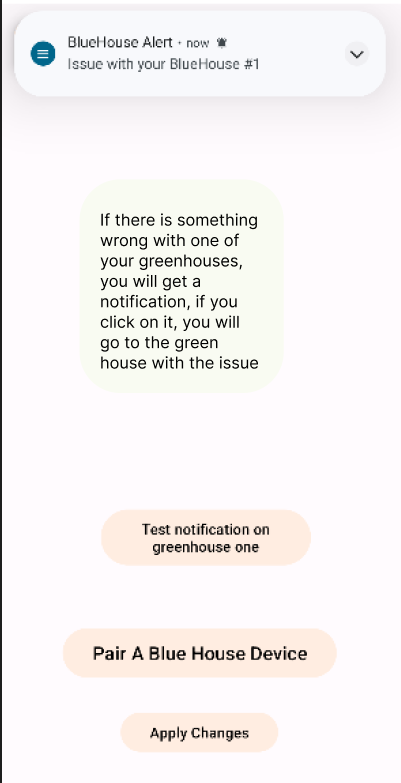 BlueHouse Alert • now
Issue with your BlueHouse #1
If there is something
wrong with one of
your greenhouses,
you will get a
notification, if you
click on it, you will
go to the green
house with the issue
Test notification on
greenhouse one
Pair A Blue House Device
Apply Changes